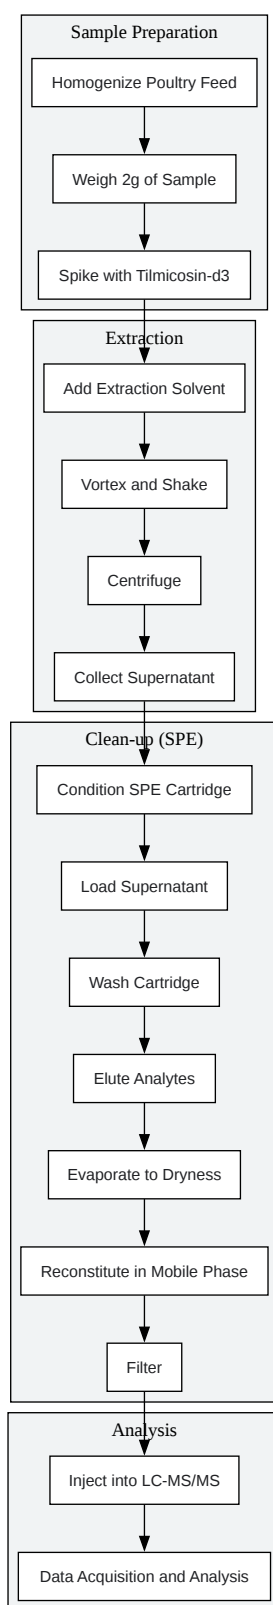 Sample Preparation
Homogenize Poultry Feed
Weigh 2g of Sample
Spike with Tilmicosin-d3
Extraction
Add Extraction Solvent
Vortex and Shake
Centrifuge
Collect Supernatant
Clean-up (SPE)
Condition SPE Cartridge
Load Supernatant
Wash Cartridge
Elute Analytes
Evaporate to Dryness
Reconstitute in Mobile Phase
Filter
Analysis
Inject into LC-MS/MS
Data Acquisition and Analysis